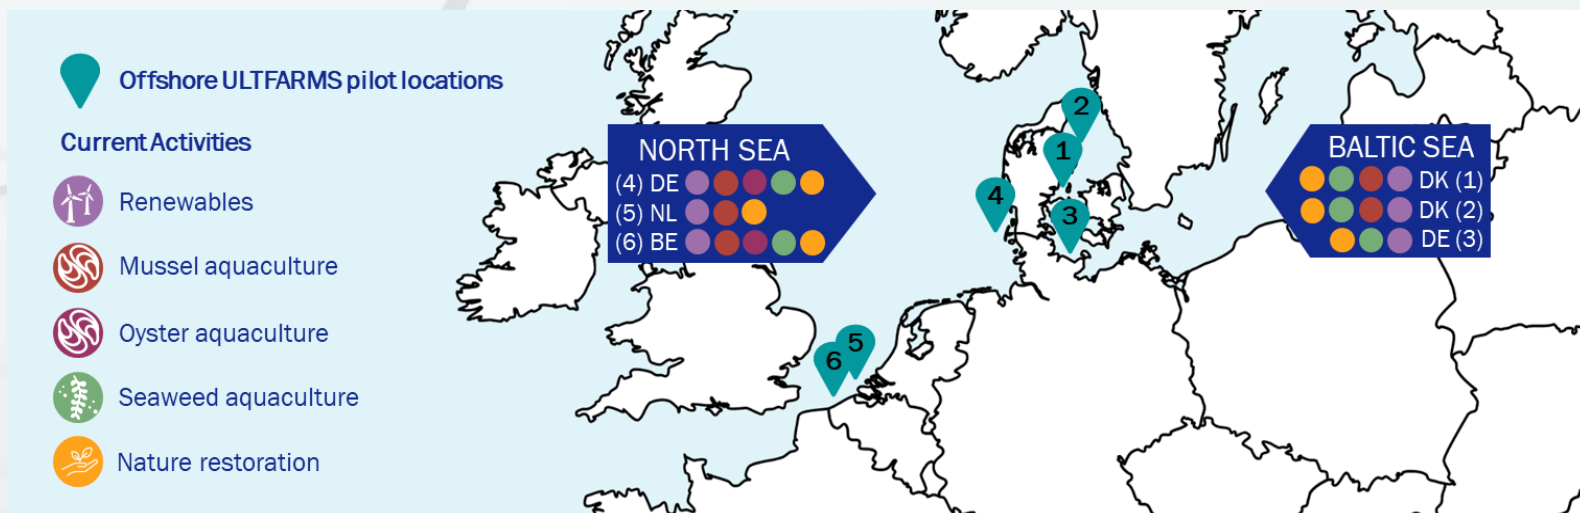 Offshore ULTFARMS pilot locations
Current Activities
Renewables
Mussel aquaculture
Oyster aquaculture
Seaweed aquaculture
Nature restoration
NORTH SEA
(4) DE
(5) NL
(6) BE
BALTIC SEA
DK (1)
DK (2)
DE (3)
2
1
4
3
5
6